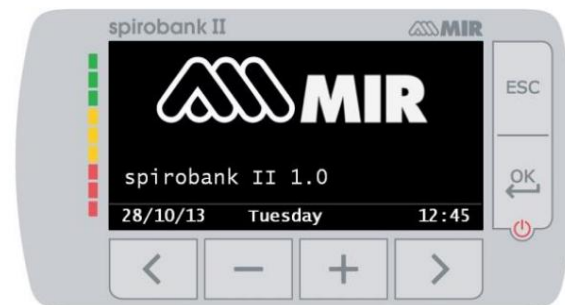 spirobank II MIR
MIR
ESC
spirobank II 1.0
OK
28/10/13 Tuesday 12:45